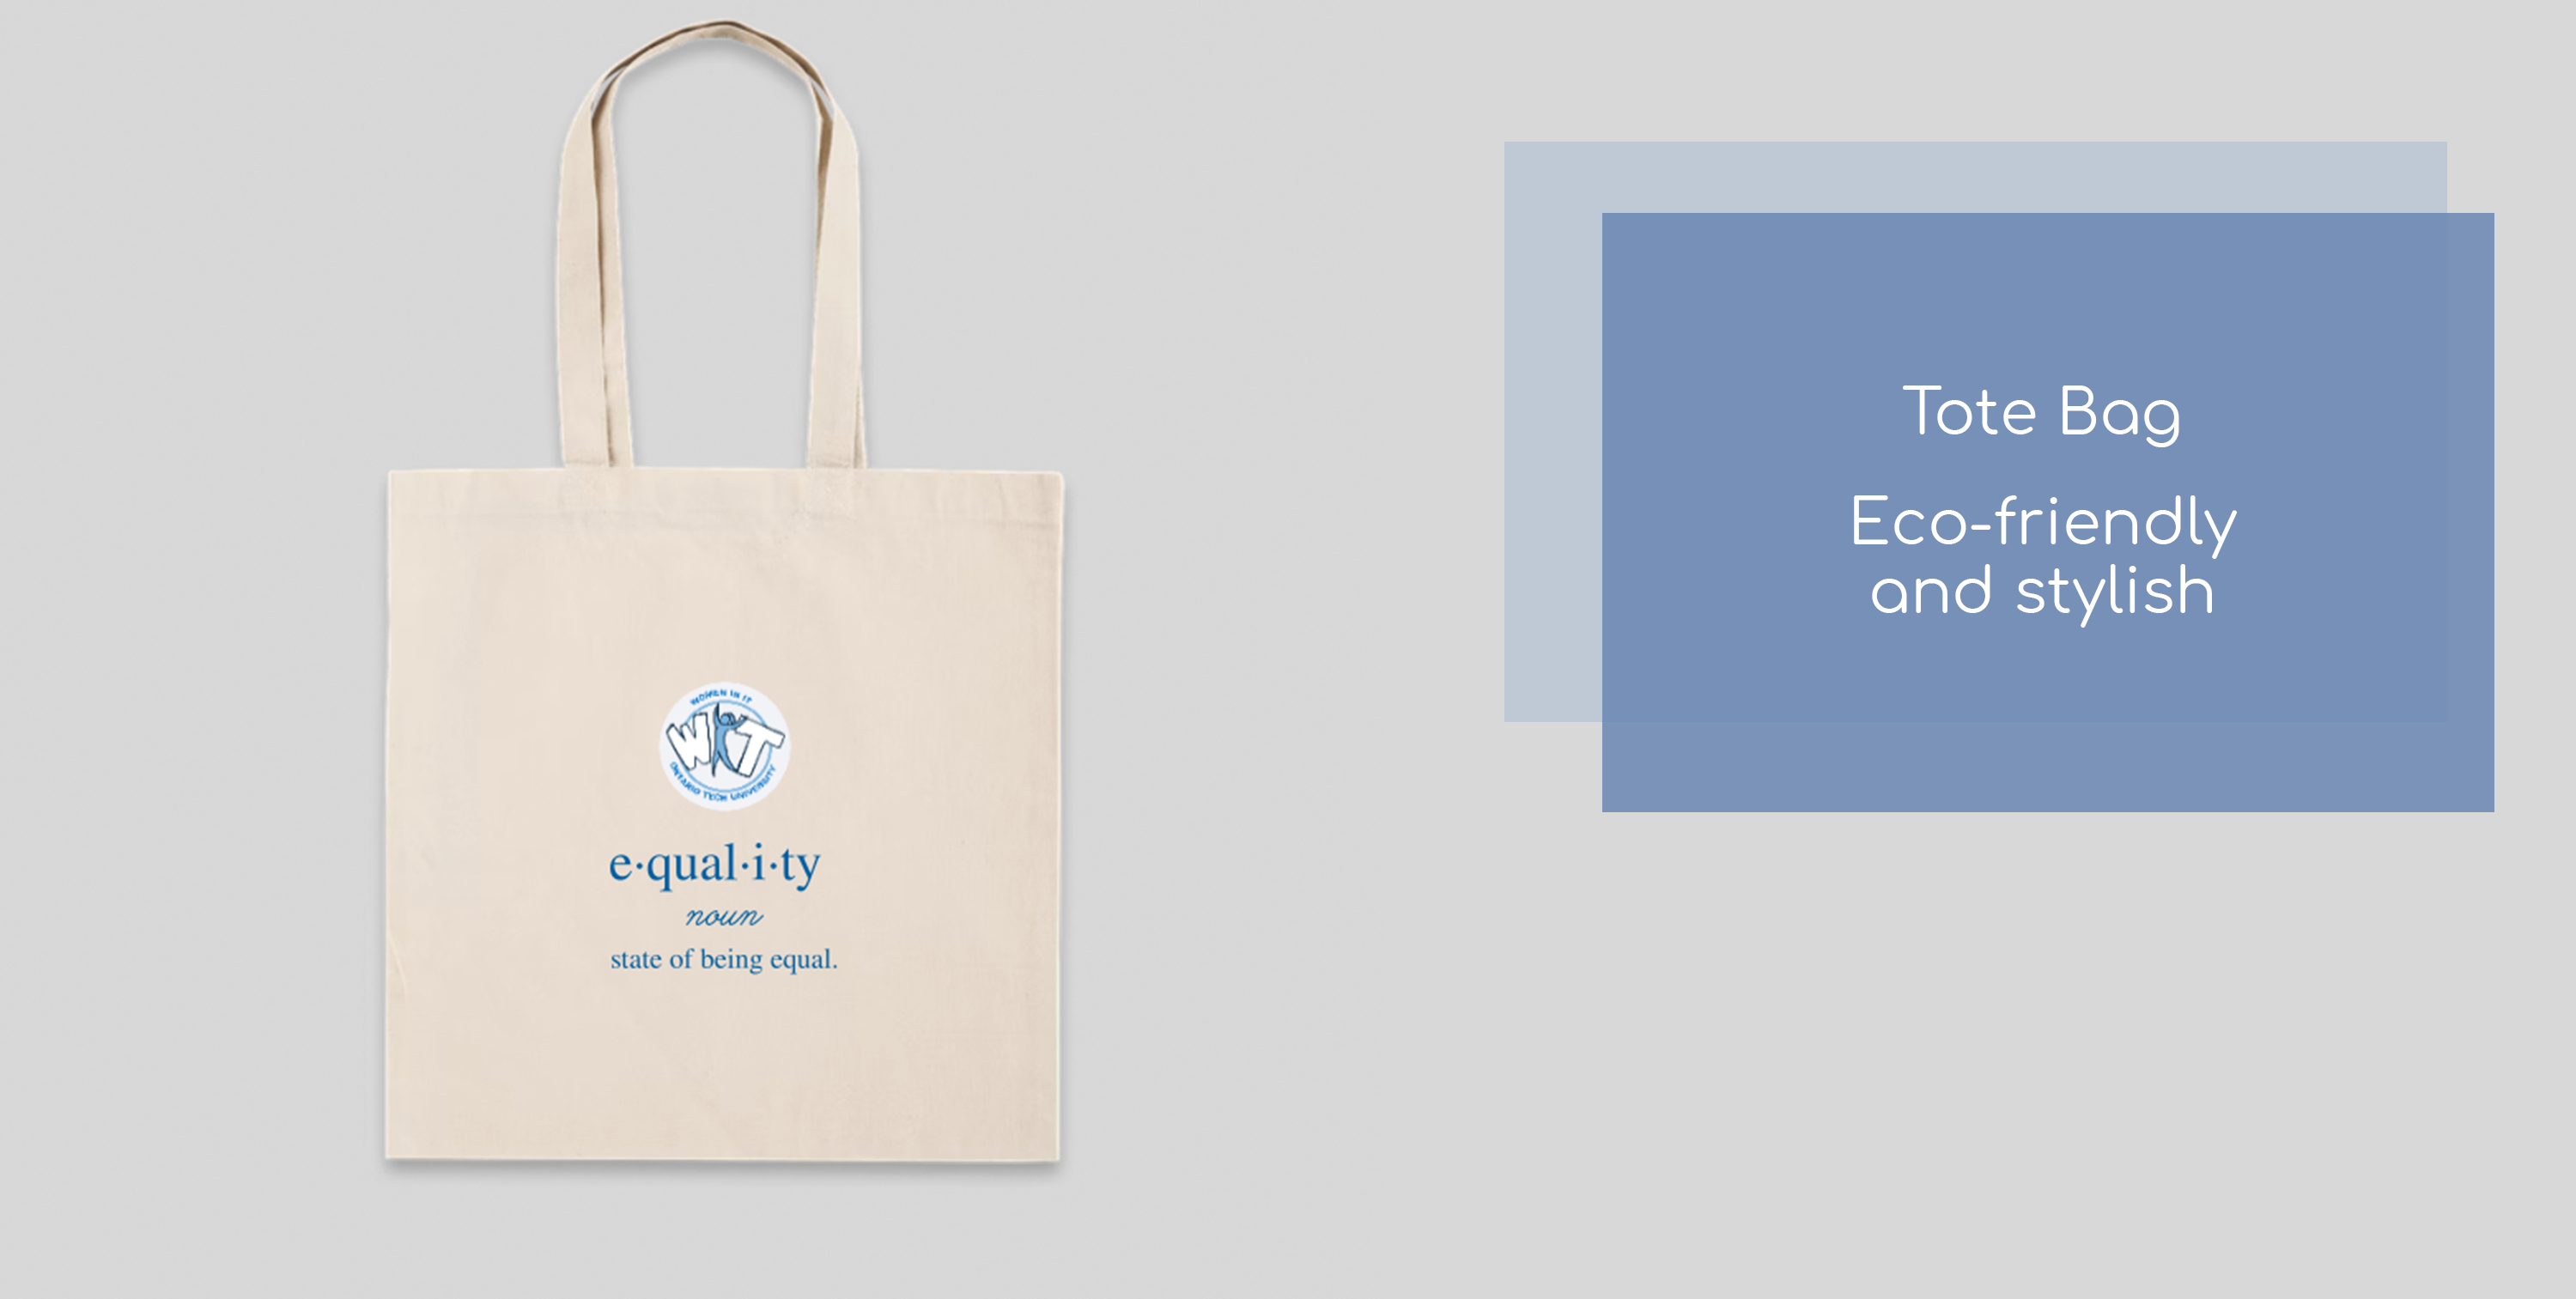 WOMEN IN IT
WIT
ONTARIO TECH UNIVERSITY
e·qual·i·ty
noun
state of being equal.
Tote Bag
Eco-friendly
and stylish